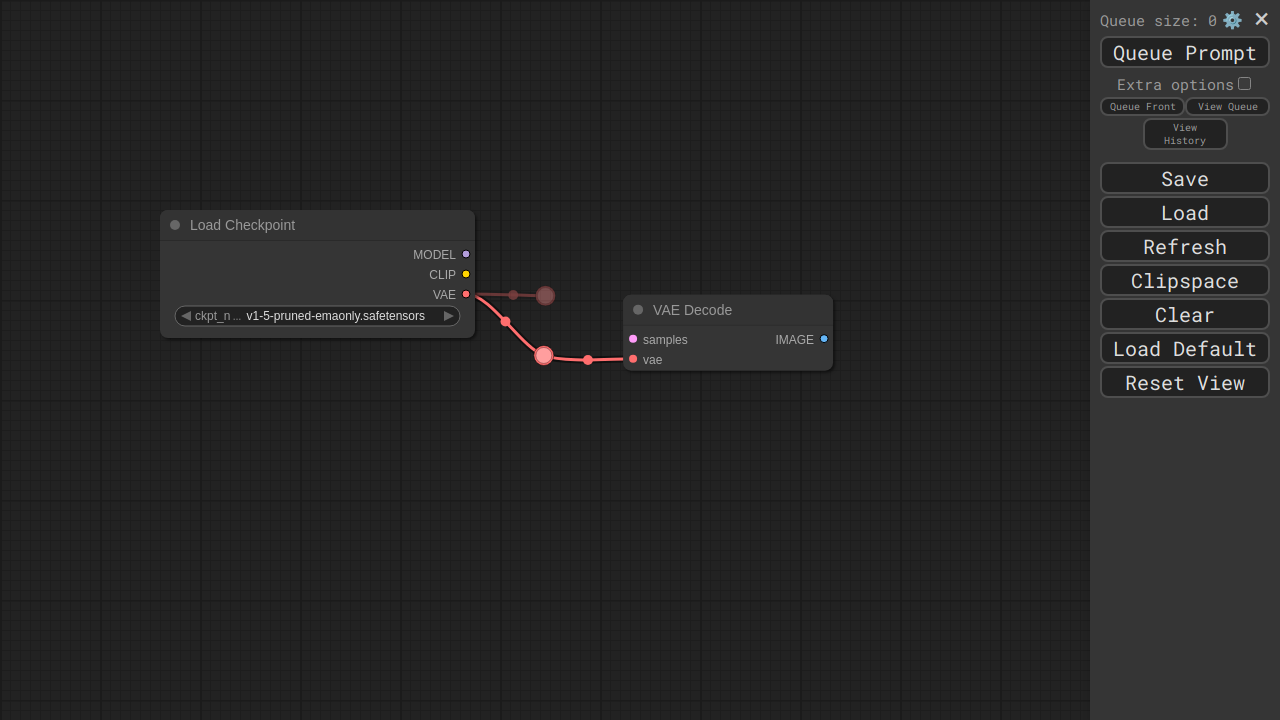 Queue size: 0
Queue Prompt
Extra options
Queue Front
View Queue
View
History
Save
Load
Refresh
Clipspace
Clear
Load Default
Reset View
Load Checkpoint
MODEL
CLIP
VAE
ckpt_n… v1-5-pruned-emaonly.safetensors
VAE Decode
samples IMAGE
vae